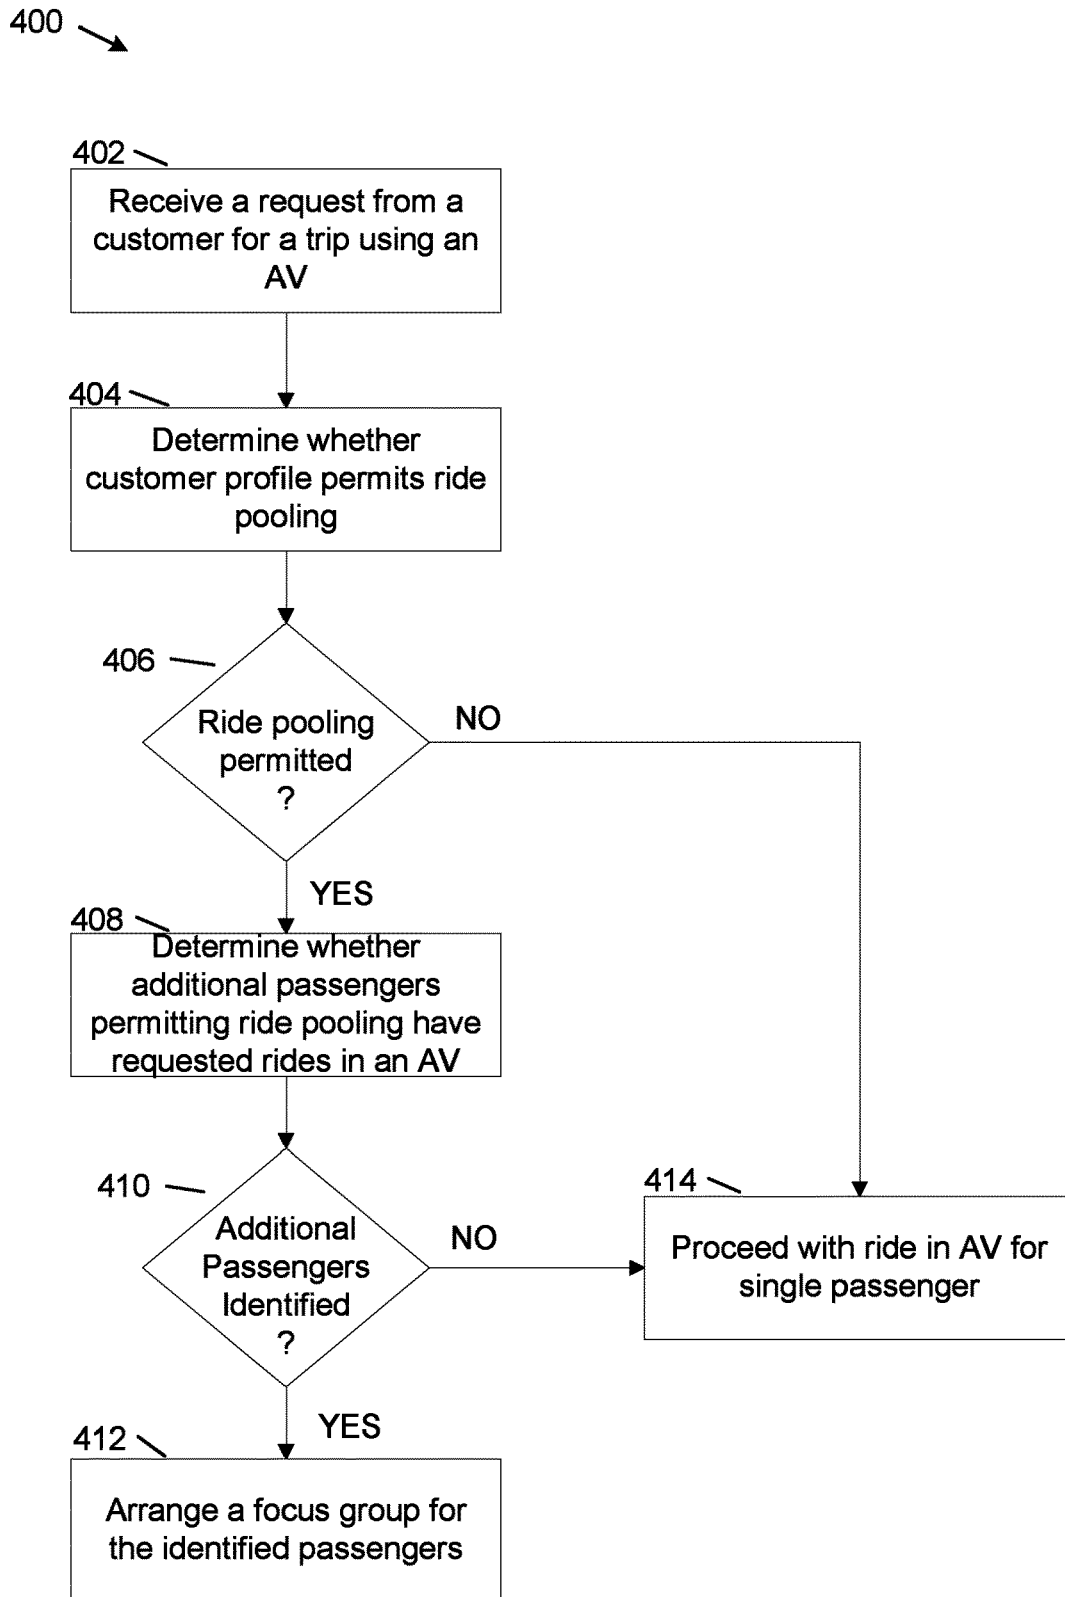 400
402
Receive a request from a
customer for a trip using an
AV
404
Determine whether
customer profile permits ride
pooling
406
Ride pooling
permitted
?
NO
YES
408
Determine whether
additional passengers
permitting ride pooling have
requested rides in an AV
410
Additional
Passengers
Identified
?
NO
414
Proceed with ride in AV for
single passenger
YES
412
Arrange a focus group for
the identified passengers